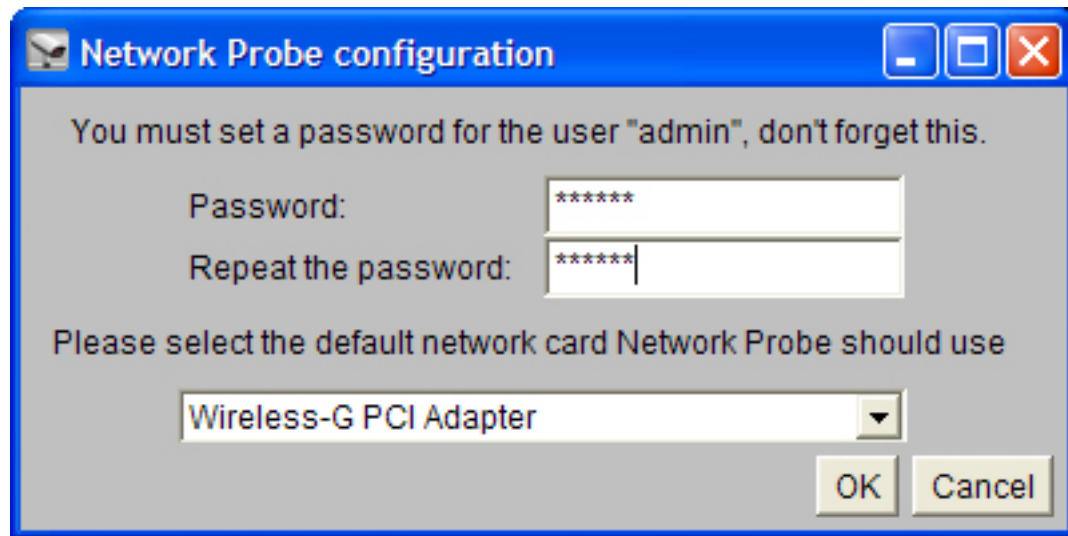 Network Probe configuration
You must set a password for the user "admin", don't forget this.
Password: ******
Repeat the password: ******
Please select the default network card Network Probe should use
Wireless-G PCI Adapter
OK Cancel